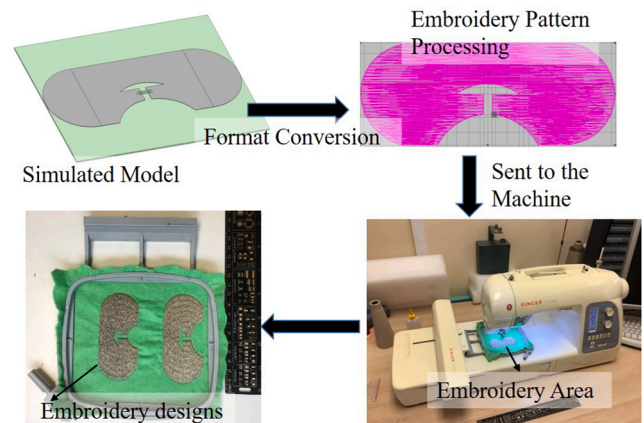 Embroidery Pattern
Processing
Format Conversion
Simulated Model
Sent to the
Machine
SINGER
Embroidery designs
Embroidery Area